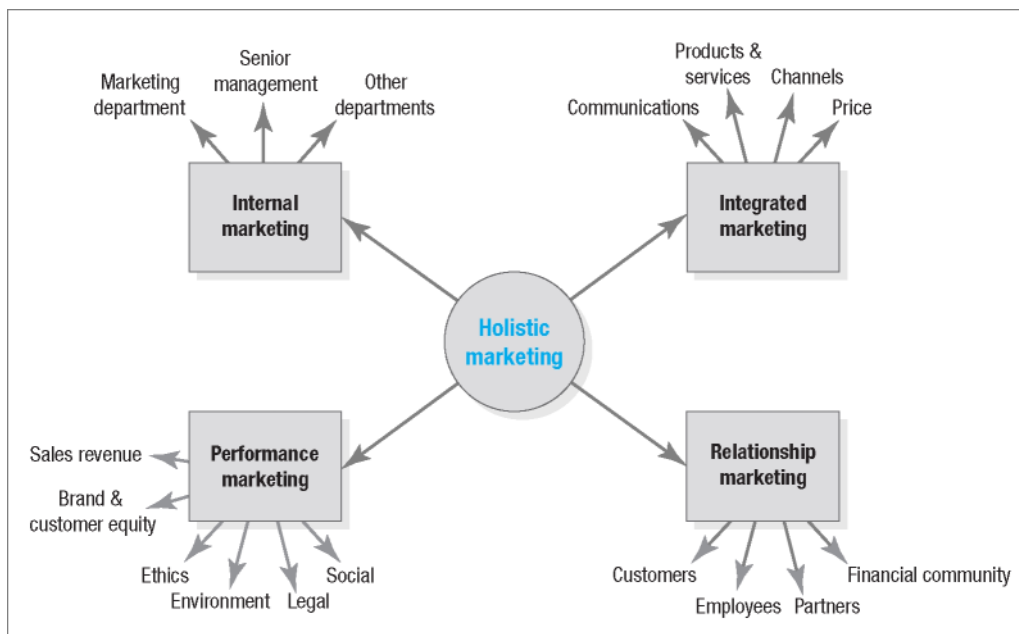 Marketing
department
Senior
management
Other
departments
Communications
Products &
services
Channels
Price
Internal
marketing
Integrated
marketing
Holistic
marketing
Sales revenue
Brand &
customer equity
Performance
marketing
Ethics
Environment
Legal
Social
Relationship
marketing
Customers
Employees
Partners
Financial community